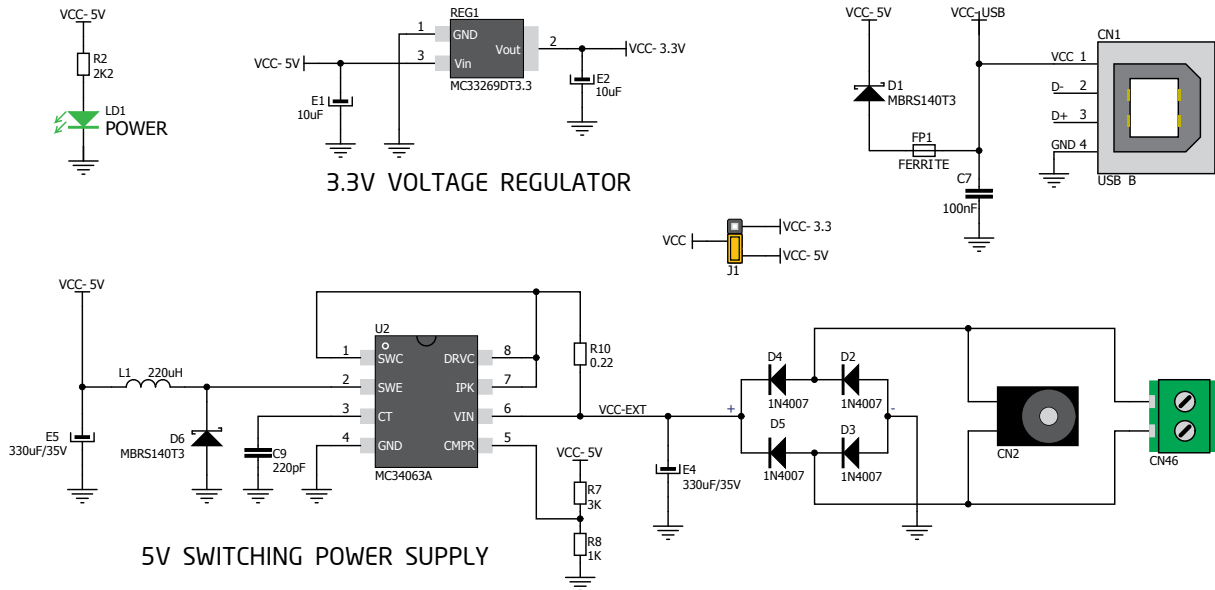 VCC-5V
R2
2K2
LD1
POWER
REG1
1
GND
Vout
2
VCC-3.3V
VCC-5V
3
Vin
MC33269DT3.3
E1
10uF
E2
10uF
3.3V VOLTAGE REGULATOR
VCC-5V
VCC-USB
D1
MBRS140T3
FP1
FERRITE
C7
100nF
CN1
VCC 1
D- 2
D+ 3
GND 4
USB B
VCC
VCC-3.3
VCC-5V
J1
VCC-5V
L1 220uH
E5
330uF/35V
D6
MBRS140T3
C9
220pF
U2
1
SWC
DRVC
8
2
SWE
IPK
7
3
CT
VIN
6
4
GND
CMPR
5
MC34063A
R10
0.22
VCC-EXT
VCC-5V
R7
3K
R8
1K
E4
330uF/35V
+
-
D4
1N4007
D2
1N4007
D5
1N4007
D3
1N4007
CN2
CN46
5V SWITCHING POWER SUPPLY